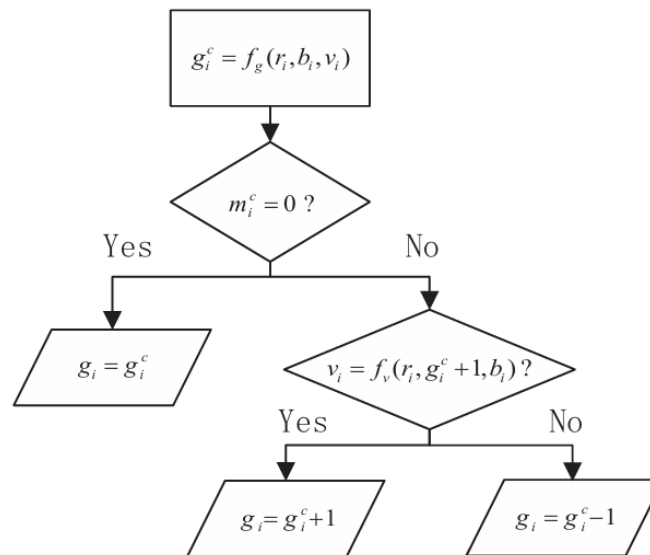 g_i^c = f_g(r_i, b_i, v_i)
m_i^c = 0 ?
Yes
No
g_i = g_i^c
v_i = f_v(r_i, g_i^c + 1, b_i) ?
Yes
No
g_i = g_i^c + 1
g_i = g_i^c − 1